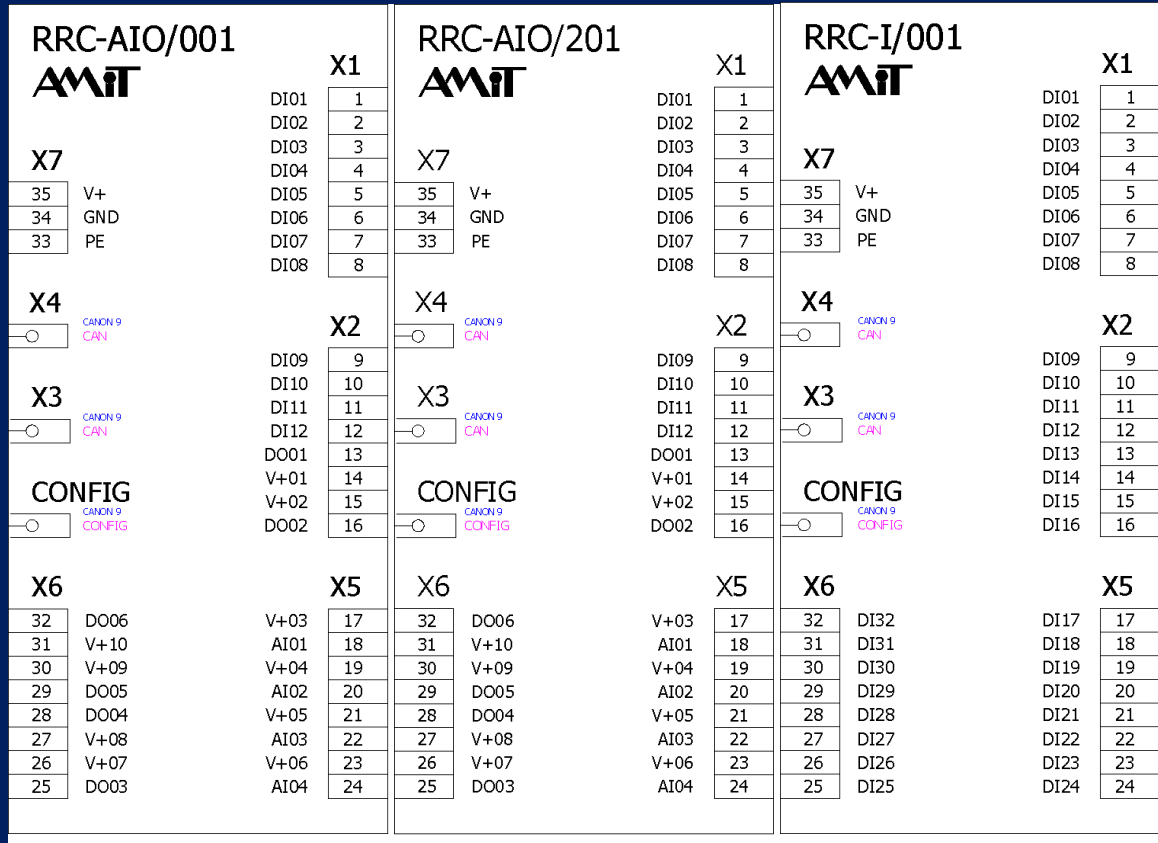 RRC-AIO/001
AMiT
X1
DI01 1
DI02 2
DI03 3
DI04 4
DI05 5
DI06 6
DI07 7
DI08 8
X7
35 V+
34 GND
33 PE
X4
CANON 9
CAN
X2
DI09 9
DI10 10
DI11 11
DI12 12
DO01 13
V+01 14
V+02 15
DO02 16
X3
CANON 9
CAN
CONFIG
CANON 9
CONFIG
X6
32 DO06
31 V+10
30 V+09
29 DO05
28 DO04
27 V+08
26 V+07
25 DO03
X5
V+03 17
AI01 18
V+04 19
AI02 20
V+05 21
AI03 22
V+06 23
AI04 24
RRC-AIO/201
AMiT
X1
DI01 1
DI02 2
DI03 3
DI04 4
DI05 5
DI06 6
DI07 7
DI08 8
X7
35 V+
34 GND
33 PE
X4
CANON 9
CAN
X2
DI09 9
DI10 10
DI11 11
DI12 12
DO01 13
V+01 14
V+02 15
DO02 16
X3
CANON 9
CAN
CONFIG
CANON 9
CONFIG
X6
32 DO06
31 V+10
30 V+09
29 DO05
28 DO04
27 V+08
26 V+07
25 DO03
X5
V+03 17
AI01 18
V+04 19
AI02 20
V+05 21
AI03 22
V+06 23
AI04 24
RRC-I/001
AMiT
X1
DI01 1
DI02 2
DI03 3
DI04 4
DI05 5
DI06 6
DI07 7
DI08 8
X7
35 V+
34 GND
33 PE
X4
CANON 9
CAN
X2
DI09 9
DI10 10
DI11 11
DI12 12
DI13 13
DI14 14
DI15 15
DI16 16
X3
CANON 9
CAN
CONFIG
CANON 9
CONFIG
X6
32 DI32
31 DI31
30 DI30
29 DI29
28 DI28
27 DI27
26 DI26
25 DI25
X5
DI17 17
DI18 18
DI19 19
DI20 20
DI21 21
DI22 22
DI23 23
DI24 24